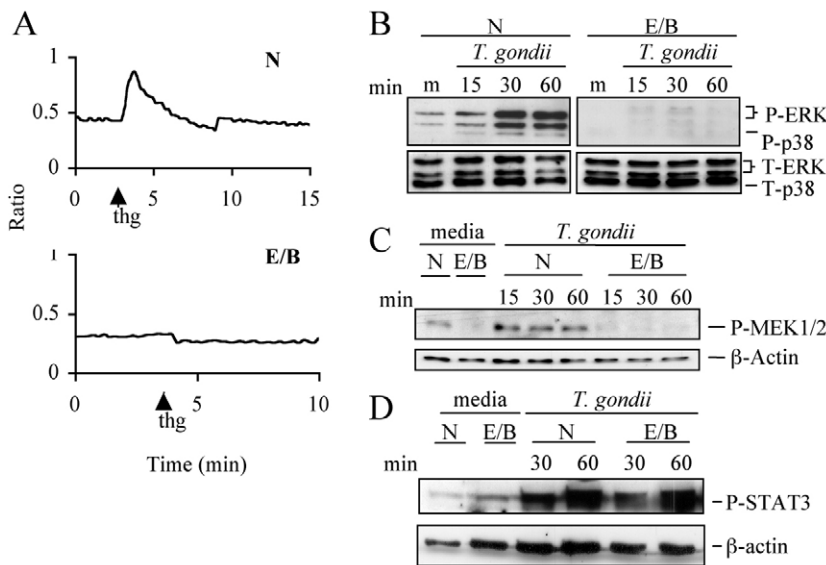 A
N
1
0.5
0
0 5 10 15
thg
Ratio
E/B
1
0.5
0
0 5 10
thg
Time (min)
B
N E/B
T. gondii T. gondii
min m 15 30 60 m 15 30 60
P-ERK
P-p38
T-ERK
T-p38
C
media T. gondii
N E/B N E/B
min 15 30 60 15 30 60
P-MEK1/2
β-Actin
D
media T. gondii
N E/B N E/B
min 30 60 30 60
P-STAT3
β-actin